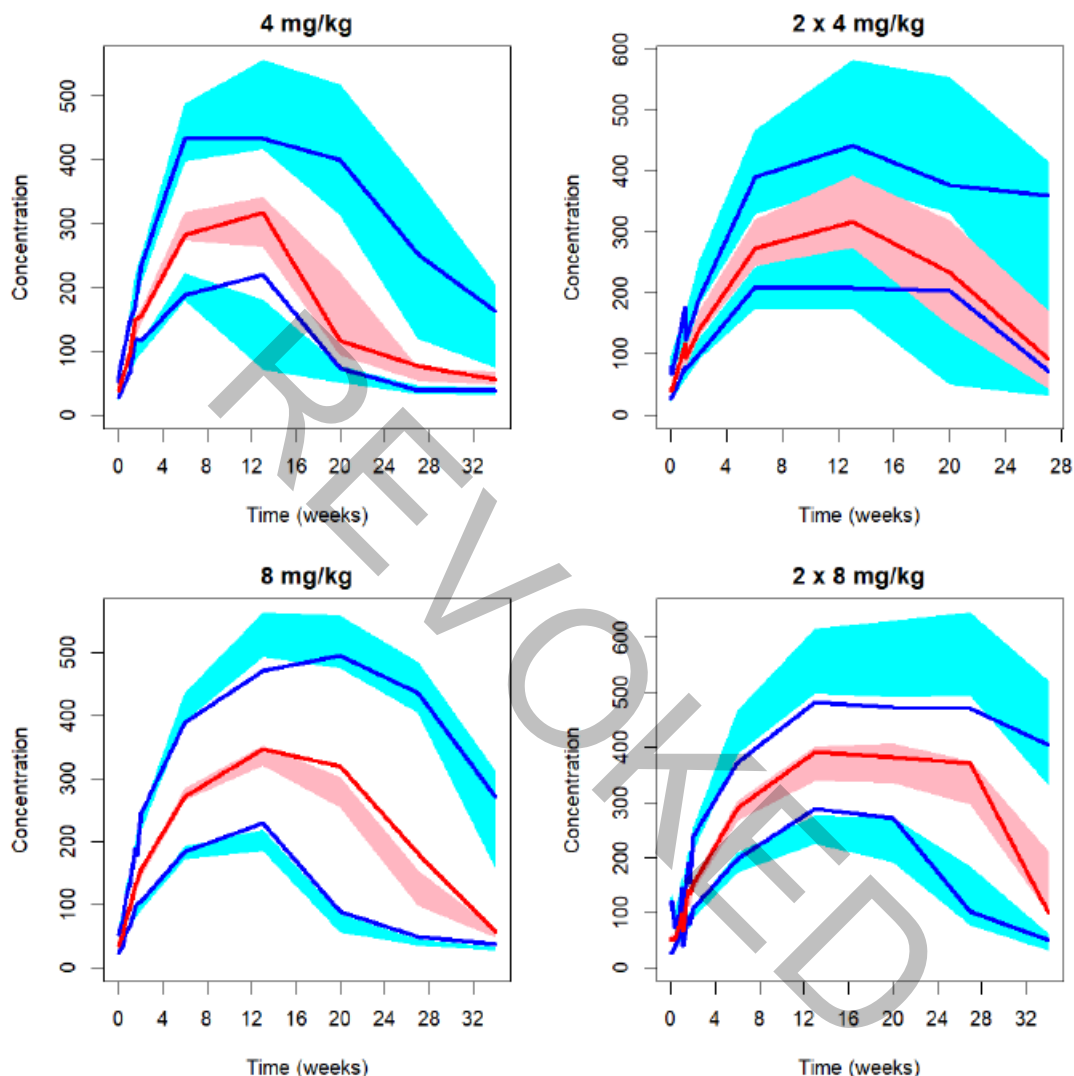 4 mg/kg
Concentration
0 100 200 300 400 500
0 4 8 12 16 20 24 28 32
Time (weeks)
2 x 4 mg/kg
Concentration
0 100 200 300 400 500 600
0 4 8 12 16 20 24 28
Time (weeks)
8 mg/kg
Concentration
0 100 200 300 400 500
0 4 8 12 16 20 24 28 32
Time (weeks)
2 x 8 mg/kg
Concentration
0 100 200 300 400 500 600
0 4 8 12 16 20 24 28 32
Time (weeks)
REVOKED